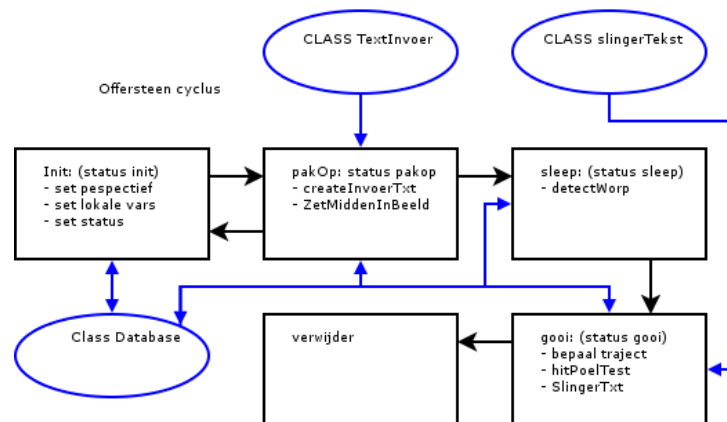 CLASS TextInvoer
CLASS slingerTekst
Offersteen cyclus
Init: (status init)
- set pespectief
- set lokale vars
- set status
pakOp: status pakop
- createInvoerTxt
- ZetMiddenInBeeld
sleep: (status sleep)
- detectWorp
Class Database
verwijder
gooi: (status gooi)
- bepaal traject
- hitPoelTest
- SlingerTxt